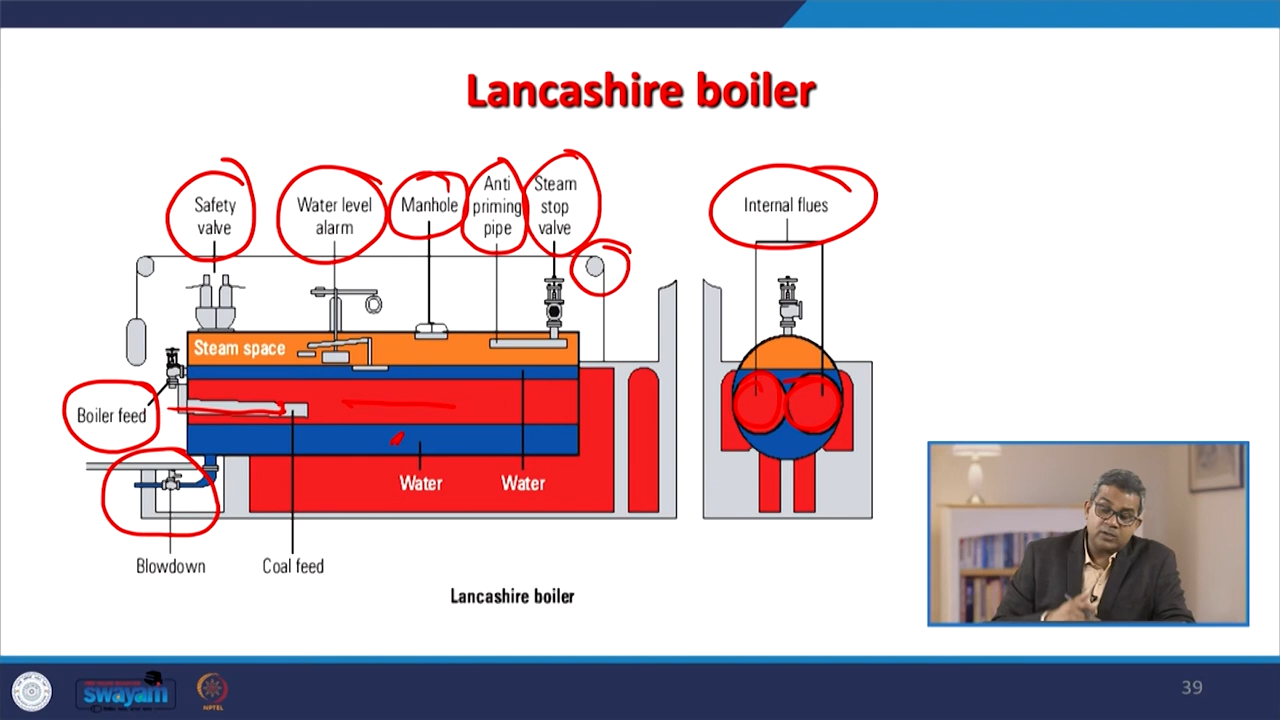 Lancashire boiler
Safety
valve
Water level
alarm
Manhole
Anti
priming
pipe
Steam
stop
valve
Internal flues
Steam space
Boiler feed
Water
Water
Blowdown
Coal feed
Lancashire boiler
swayam
NPTEL
39